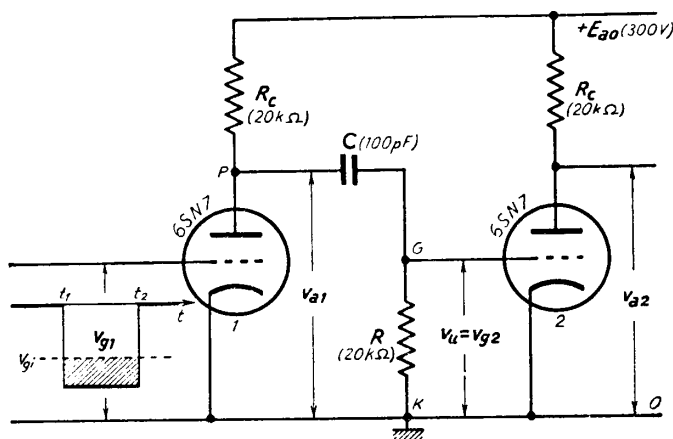 +Eao (300V)
Rc
(20kΩ)
Rc
(20kΩ)
C (100pF)
P
6SN7
6SN7
G
t1
t2
t
vg1
Vgi
1
va1
R
(20kΩ)
vu=vg2
2
va2
K
O